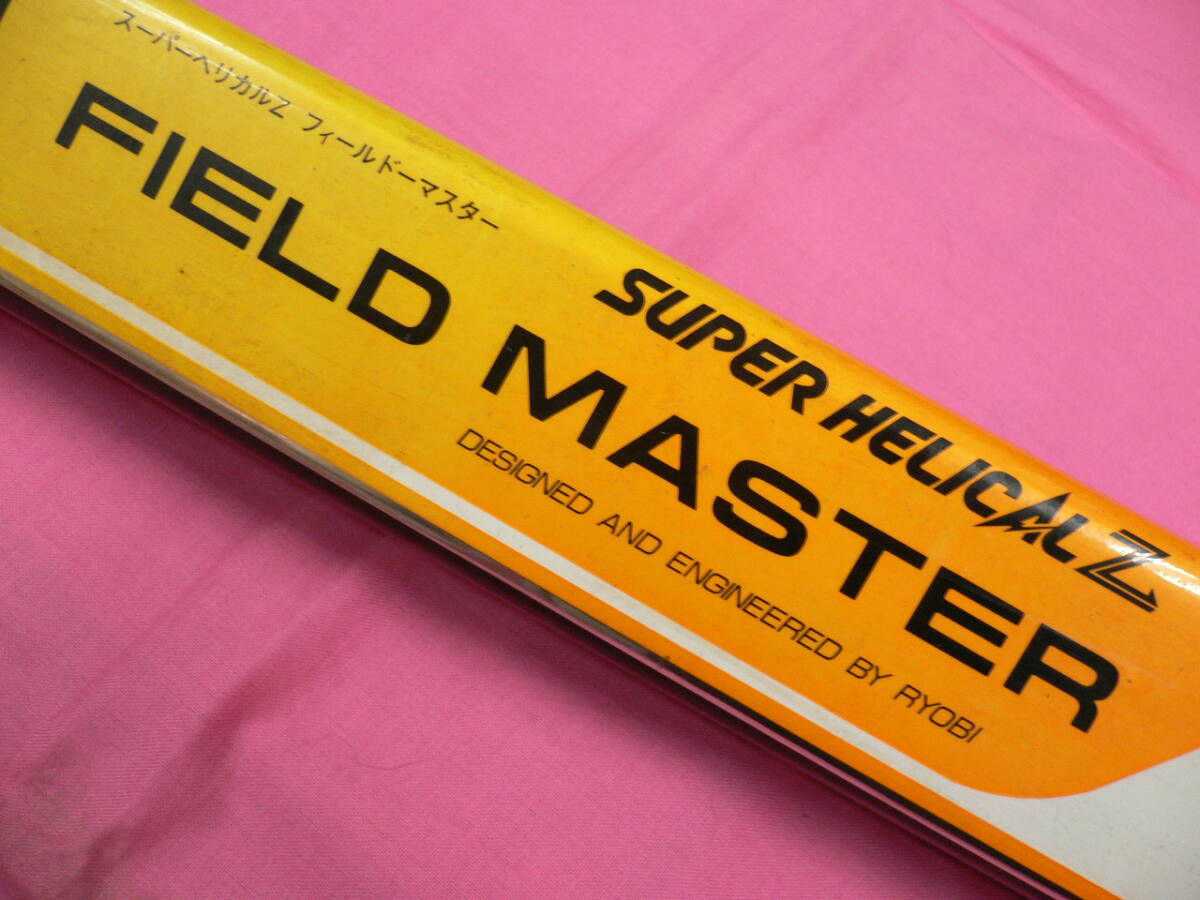 スーパーヘリカルZ フィールドーマスター
SUPER HELICAL Z
FIELD MASTER
DESIGNED AND ENGINEERED BY RYOBI